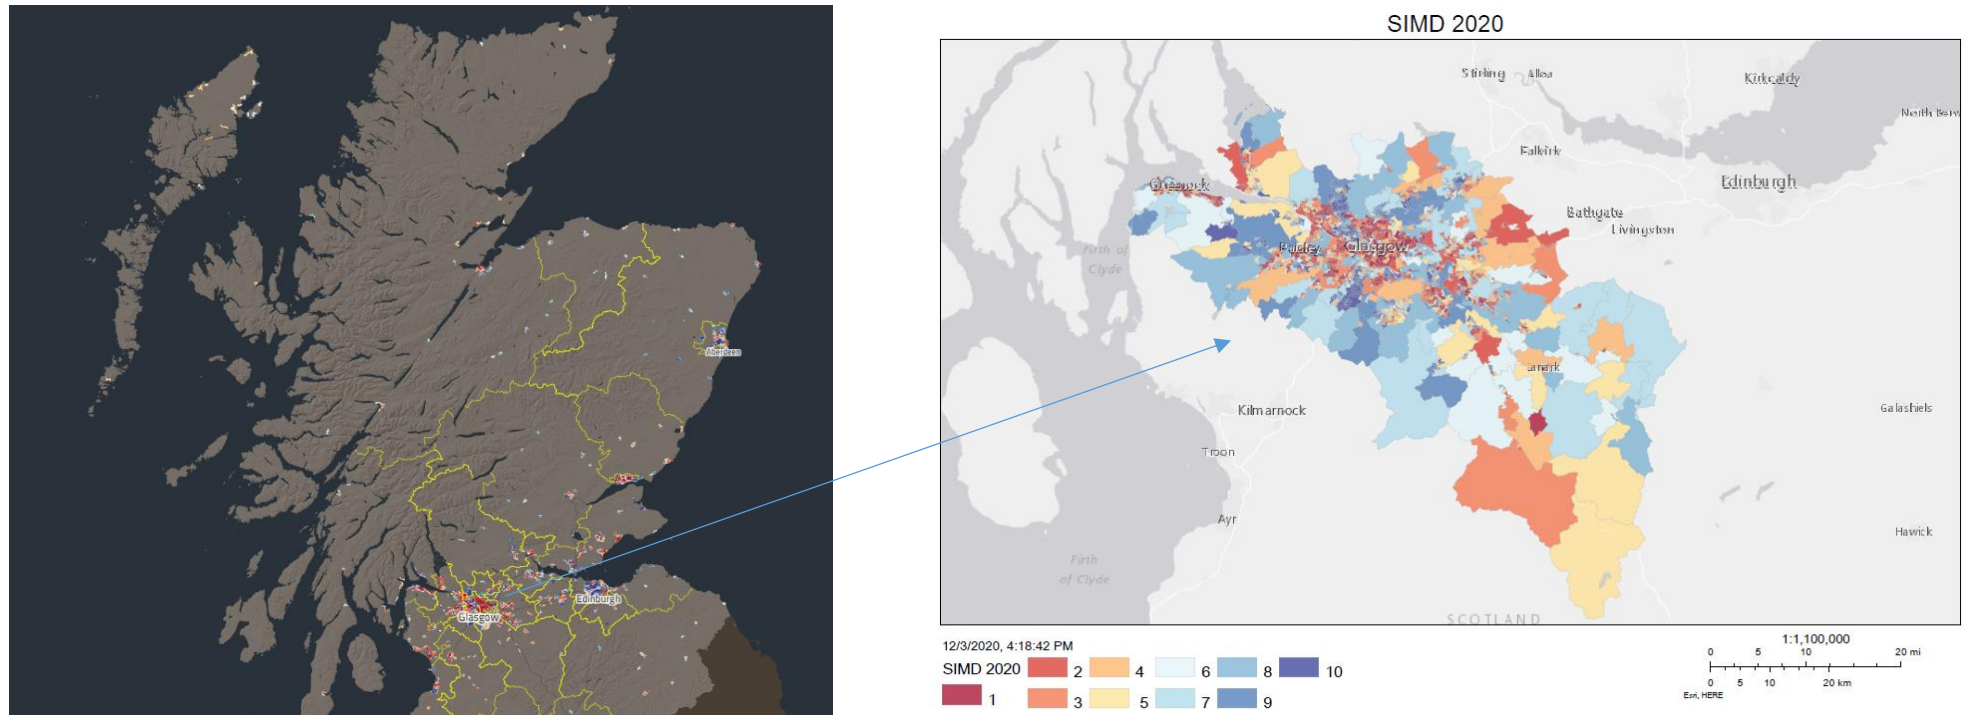 Aberdeen
Edinburgh
Glasgow
SIMD 2020
Stirling
Alloa
Kirkcaldy
North Berw
Falkirk
Greenock
Edinburgh
Bathgate
Livingston
Paisley
Glasgow
Firth of
Clyde
Lanark
Kilmarnock
Galashiels
Troon
Ayr
Hawick
Firth
of Clyde
SCOTLAND
12/3/2020, 4:18:42 PM
1:1,100,000
0 5 10 20 mi
0 5 10 20 km
Esri, HERE
SIMD 2020 2 4 6 8 10
1 3 5 7 9